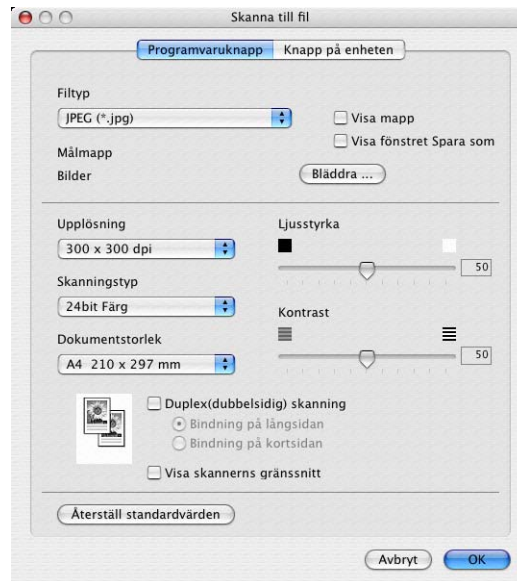 Skanna till fil
Programvaruknapp Knapp på enheten
Filtyp
JPEG (*.jpg)
Visa mapp
Visa fönstret Spara som
Målmapp
Bilder
Bläddra ...
Upplösning
300 x 300 dpi
Ljusstyrka
50
Skanningstyp
24bit Färg
Kontrast
50
Dokumentstorlek
A4 210 x 297 mm
Duplex(dubbelsidig) skanning
Bindning på långsidan
Bindning på kortsidan
Visa skannerns gränssnitt
Återställ standardvärden
Avbryt OK